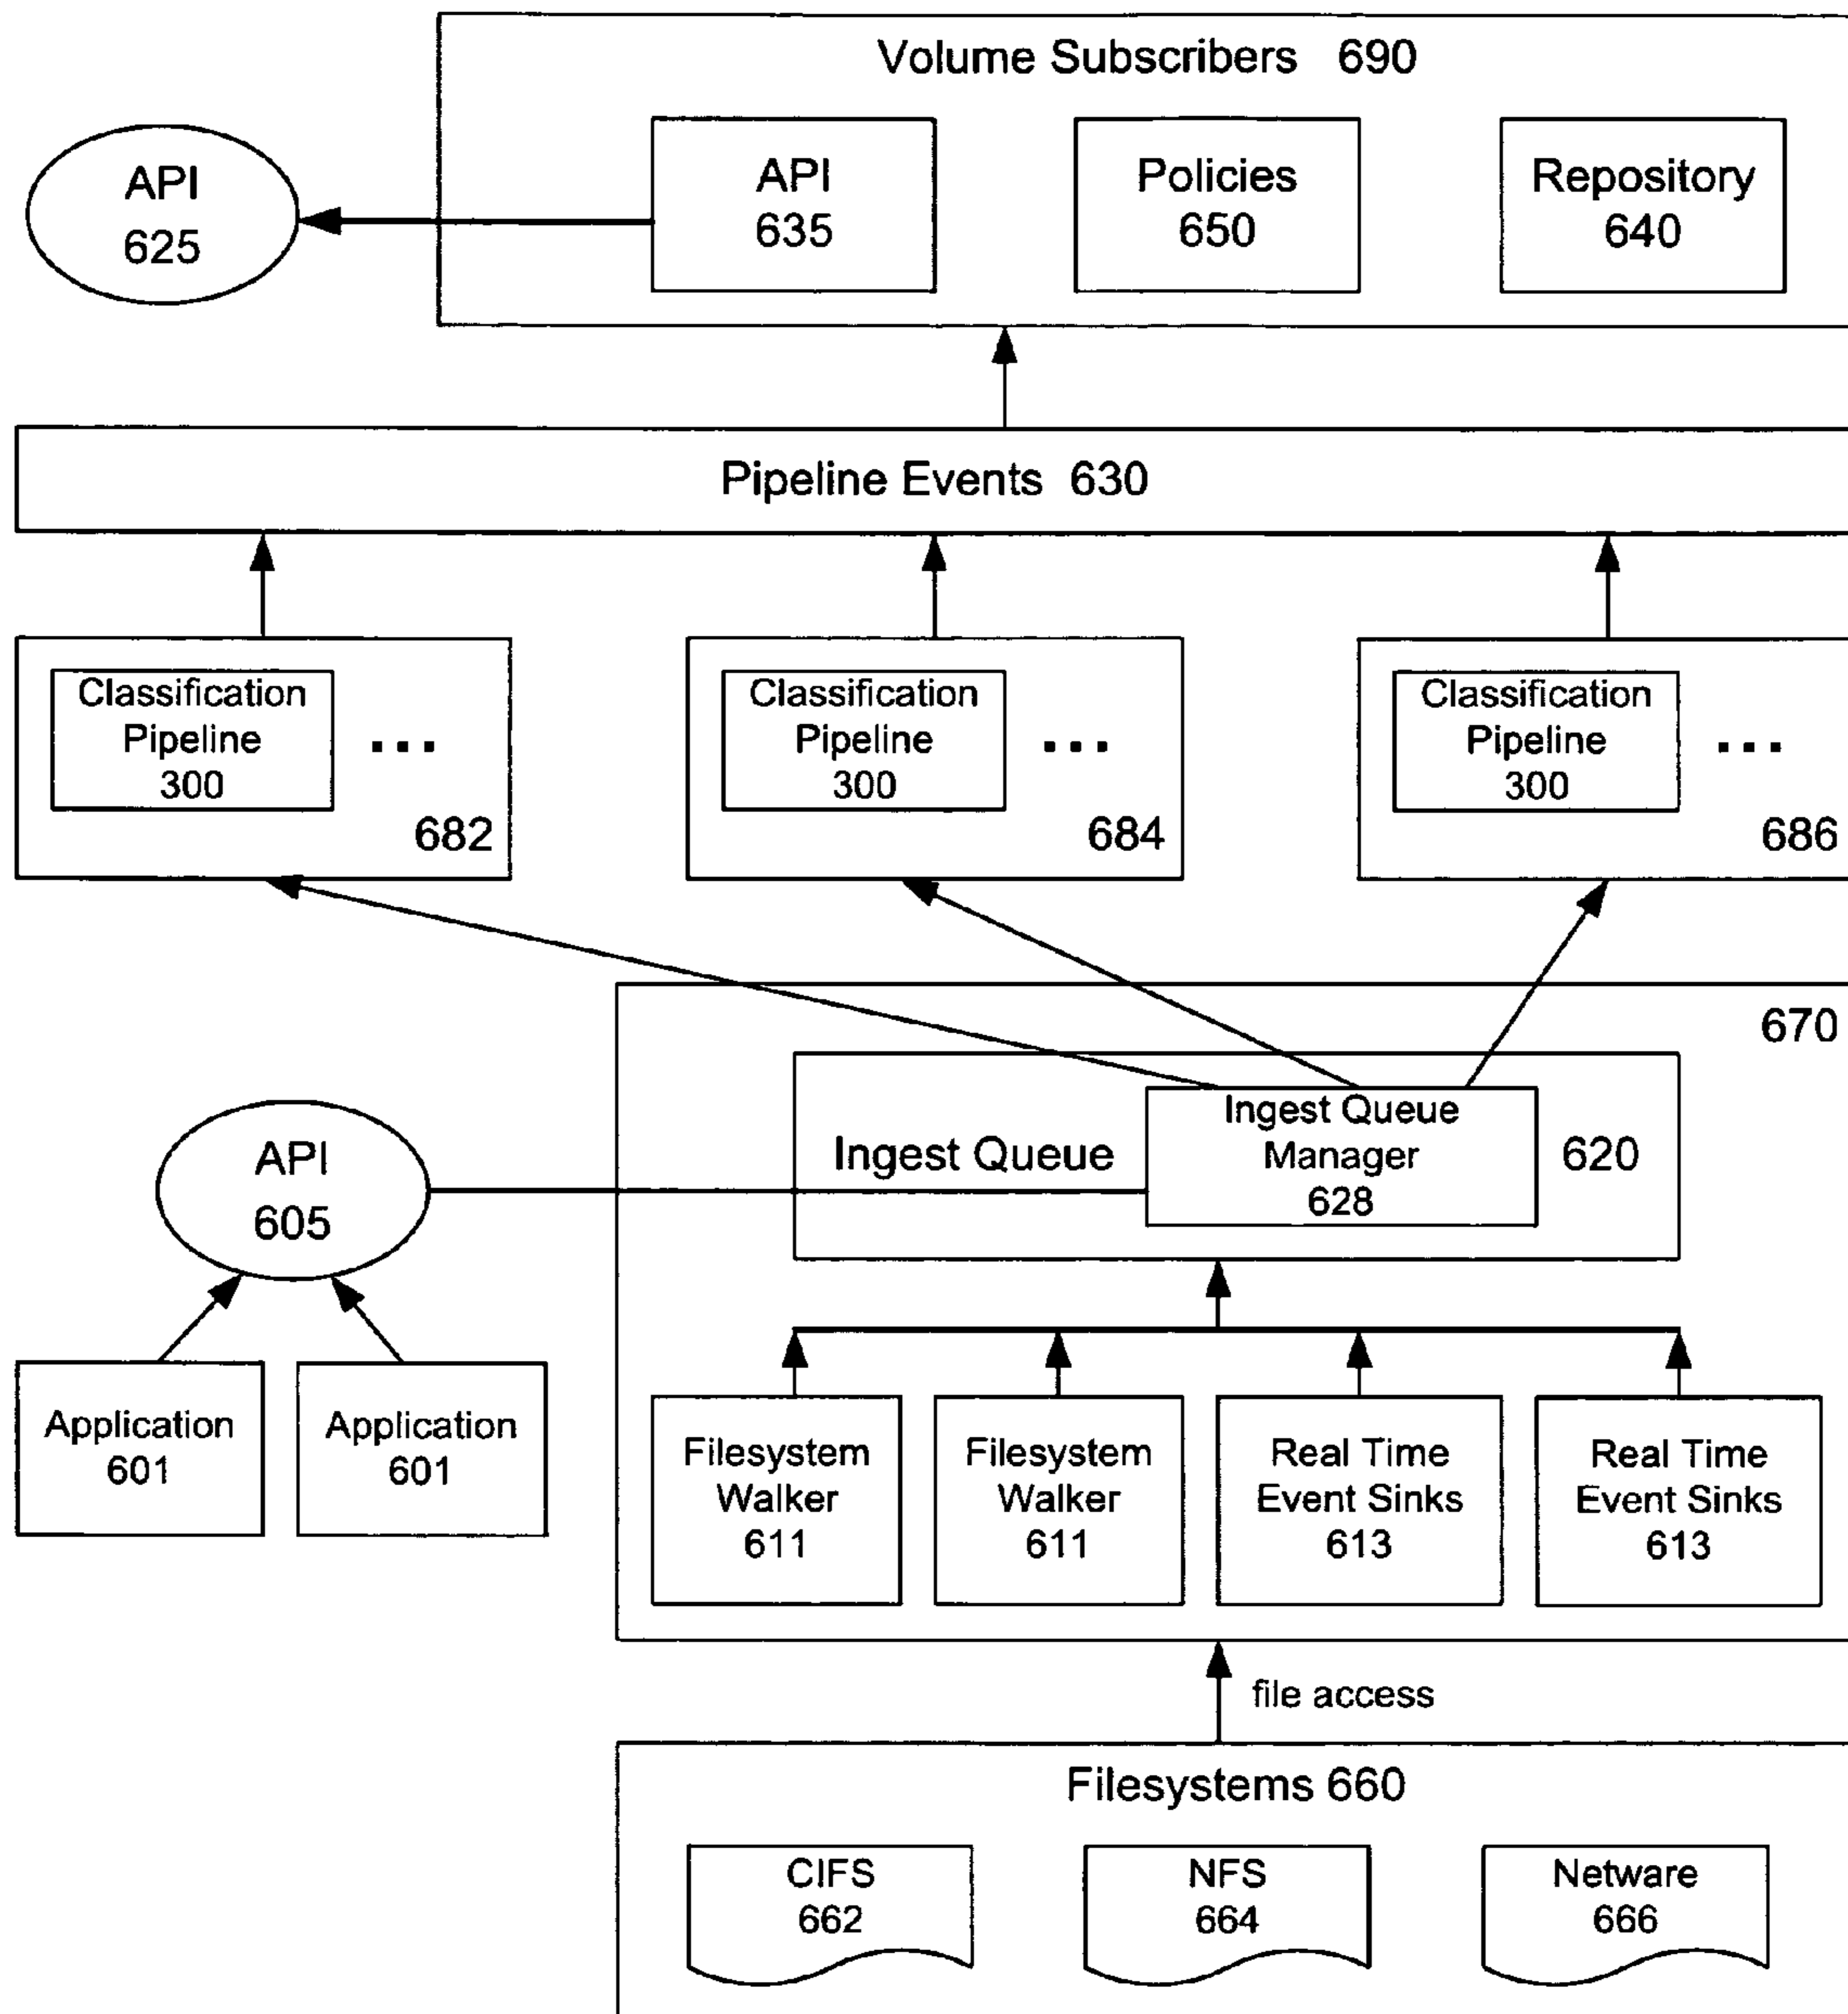 Volume Subscribers 690
API
625
API
635
Policies
650
Repository
640
Pipeline Events 630
Classification
Pipeline
300
...
682
Classification
Pipeline
300
...
684
Classification
Pipeline
300
...
686
670
Ingest Queue
Ingest Queue
Manager
628
620
API
605
Application
601
Application
601
Filesystem
Walker
611
Filesystem
Walker
611
Real Time
Event Sinks
613
Real Time
Event Sinks
613
file access
Filesystems 660
CIFS
662
NFS
664
Netware
666